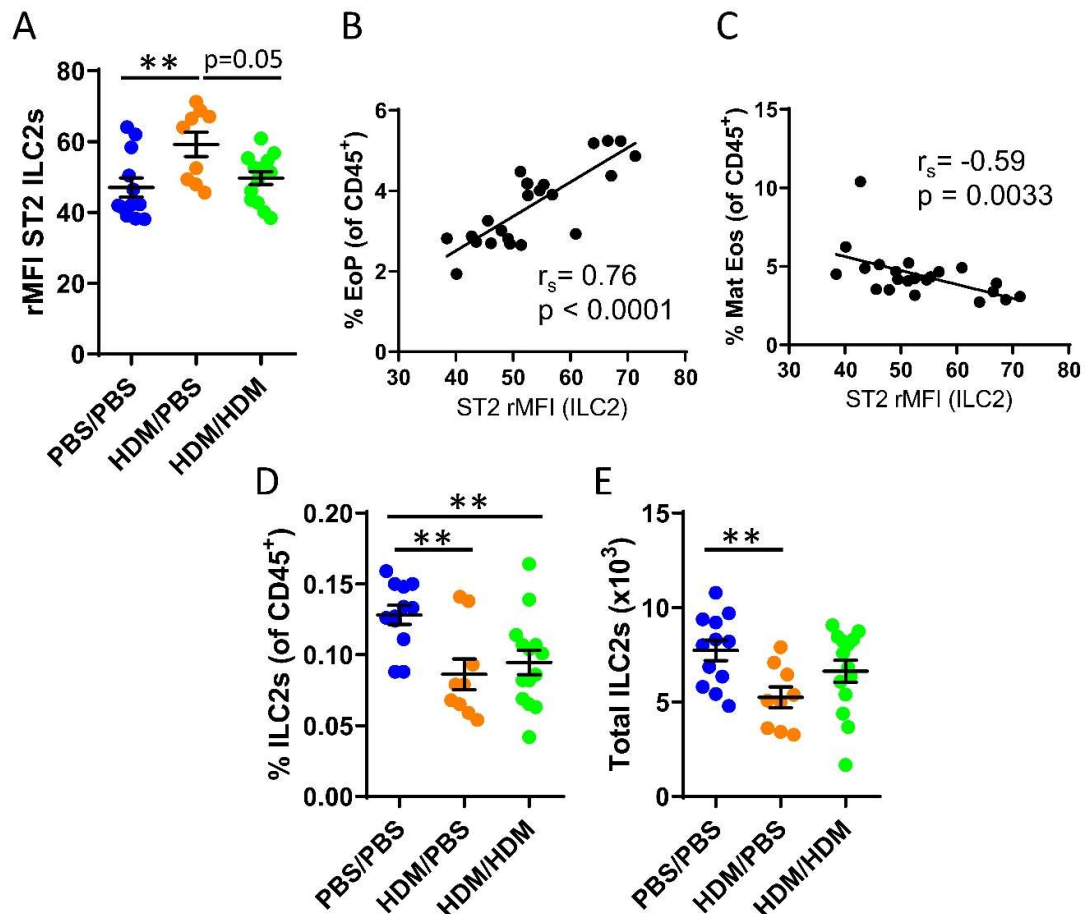 A
rMFI ST2 ILC2s
80
60
40
20
0
**
p=0.05
PBS/PBS
HDM/PBS
HDM/HDM
B
% EoP (of CD45+)
6
4
2
0
rs= 0.76
p < 0.0001
30 40 50 60 70 80
ST2 rMFI (ILC2)
C
% Mat Eos (of CD45+)
15
10
5
0
rs= -0.59
p = 0.0033
30 40 50 60 70 80
ST2 rMFI (ILC2)
D
% ILC2s (of CD45+)
0.20
0.15
0.10
0.05
0.00
**
**
PBS/PBS
HDM/PBS
HDM/HDM
E
Total ILC2s (x10³)
15
10
5
0
**
PBS/PBS
HDM/PBS
HDM/HDM